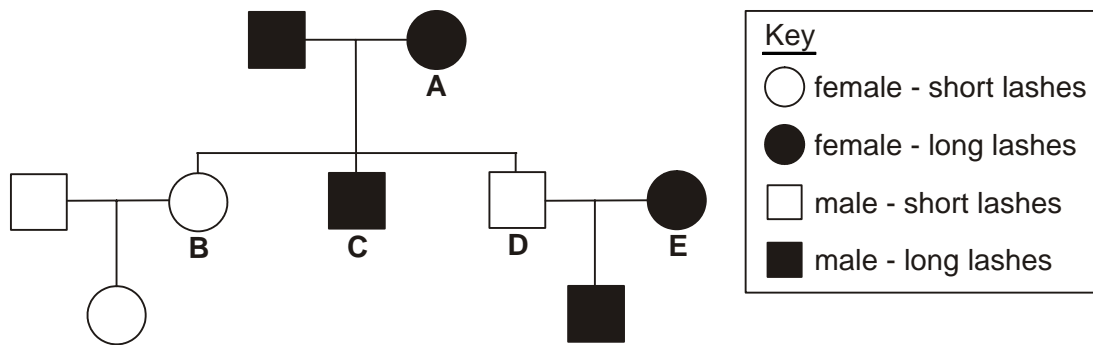 A
B
C
D
E
Key
female - short lashes
female - long lashes
male - short lashes
male - long lashes